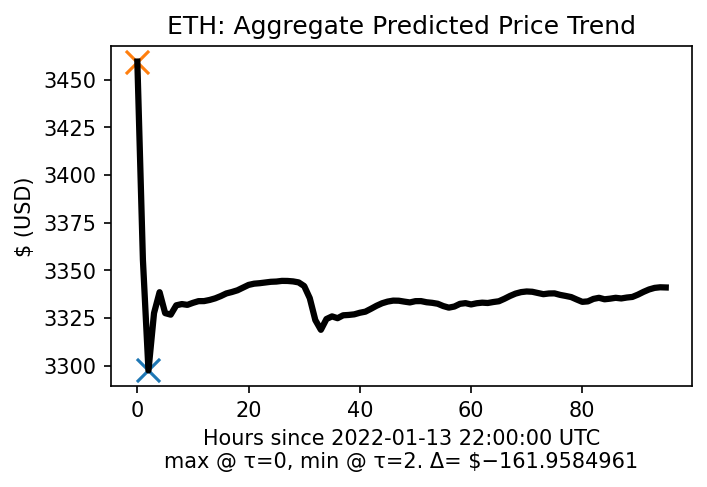 ETH: Aggregate Predicted Price Trend
3450
3425
3400
3375
3350
3325
3300
$ (USD)
0 20 40 60 80
Hours since 2022-01-13 22:00:00 UTC
max @ τ=0, min @ τ=2. Δ= $−161.9584961